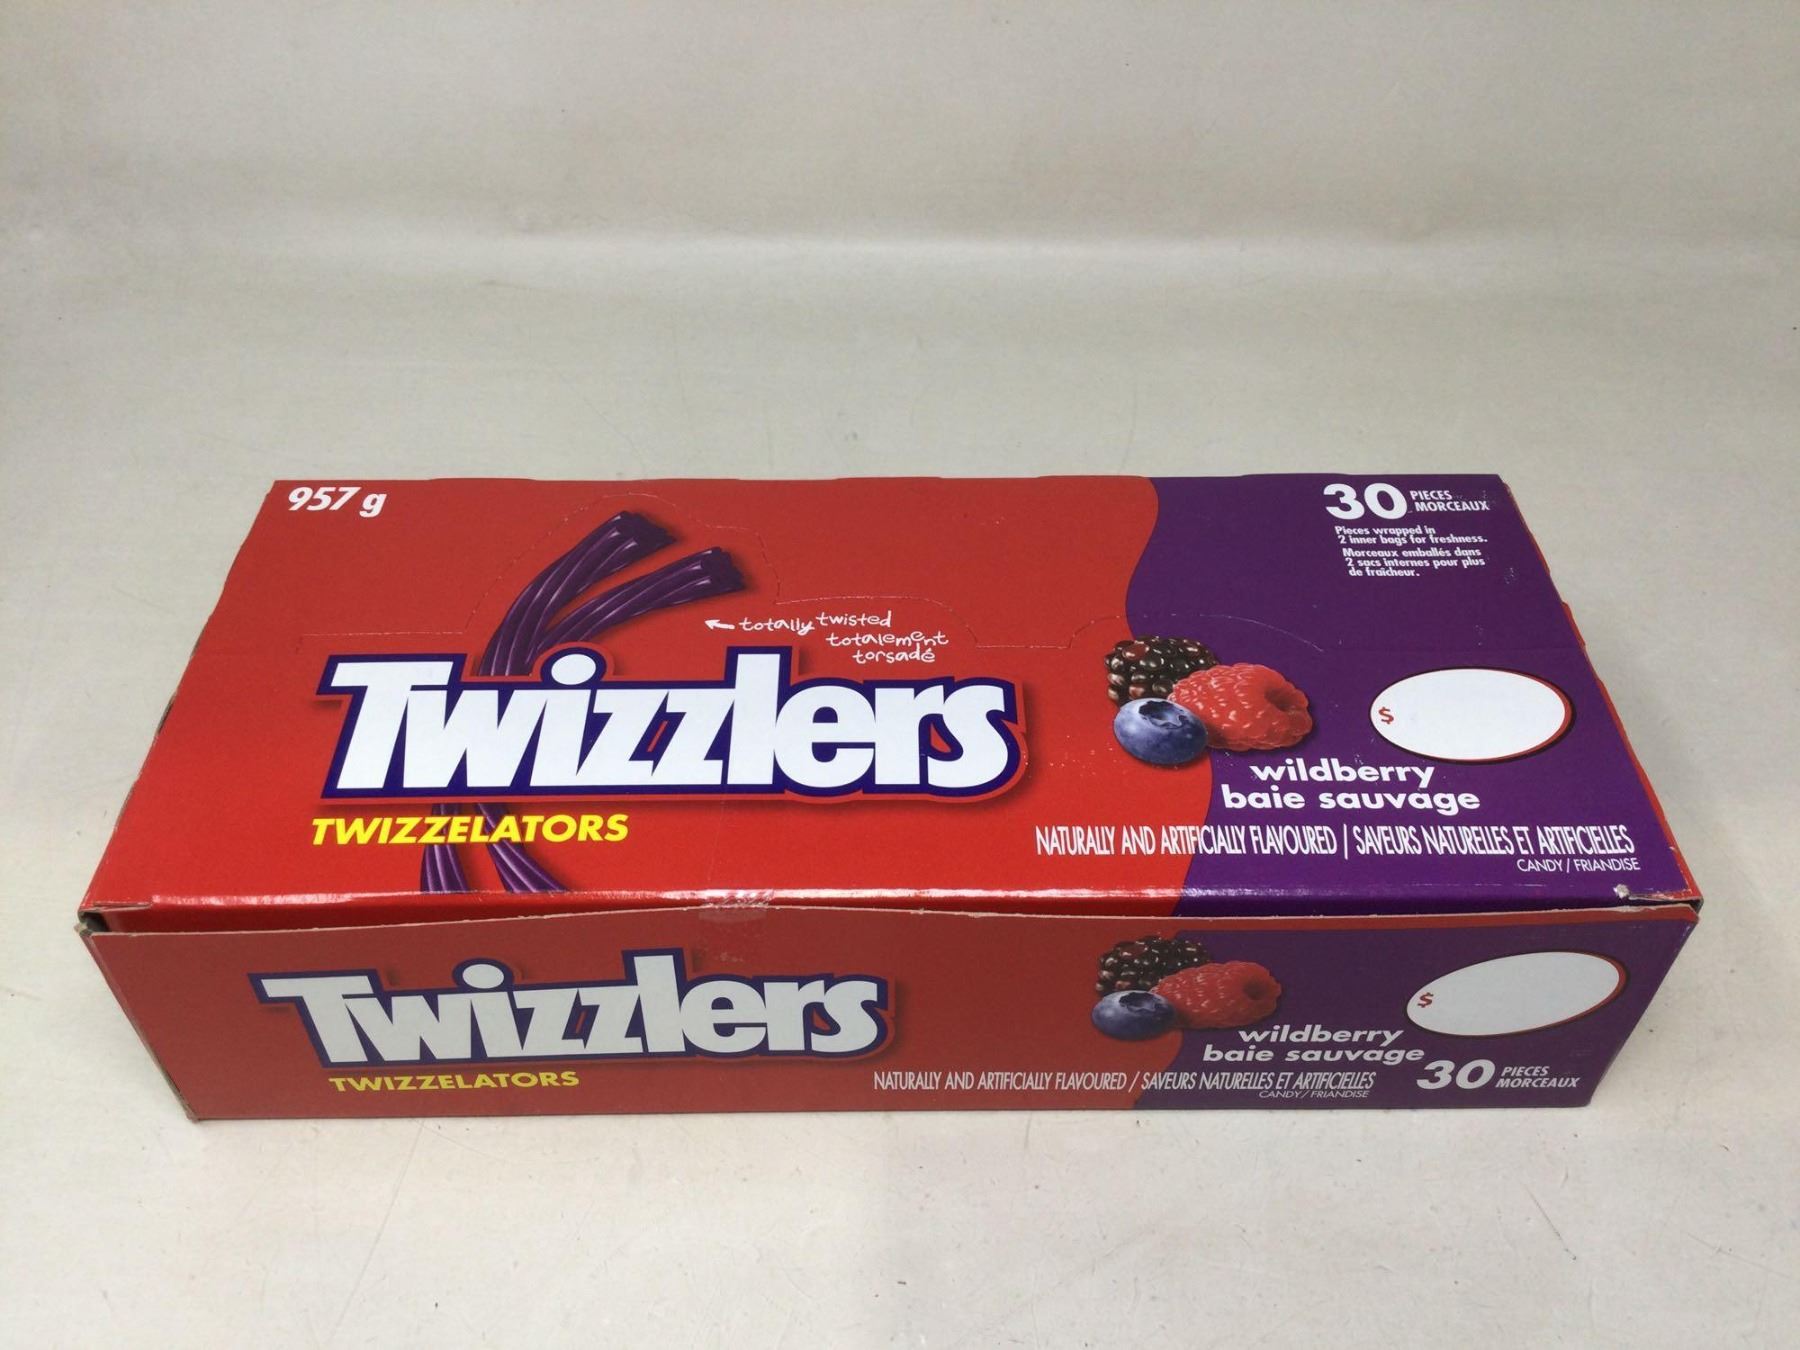 957 g
30 PIECES
MORCEAUX
Pieces wrapped in
2 inner bags for freshness.
Morceaux emballés dans
2 sacs internes pour plus
de fraîcheur.
totally twisted
totalement
torsadé
Twizzlers
TWIZZELATORS
$
wildberry
baie sauvage
NATURALLY AND ARTIFICIALLY FLAVOURED / SAVEURS NATURELLES ET ARTIFICIELLES
CANDY / FRIANDISE
Twizzlers
TWIZZELATORS
$
wildberry
baie sauvage
NATURALLY AND ARTIFICIALLY FLAVOURED / SAVEURS NATURELLES ET ARTIFICIELLES
CANDY / FRIANDISE
30 PIECES
MORCEAUX